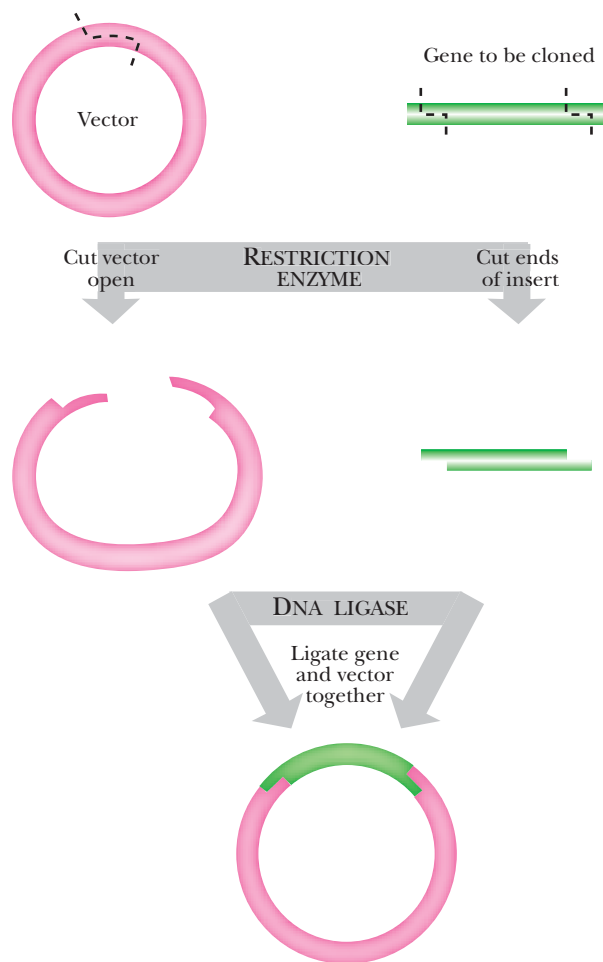 Vector
Gene to be cloned
Cut vector
open
RESTRICTION
ENZYME
Cut ends
of insert
DNA LIGASE
Ligate gene
and vector
together